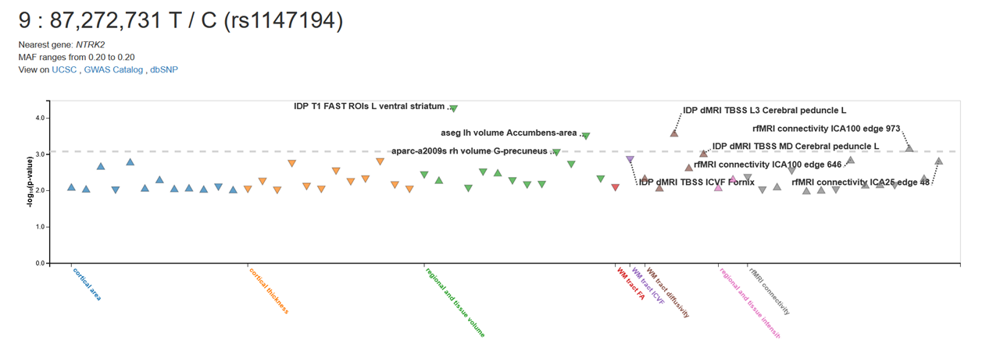 9 : 87,272,731 T / C (rs1147194)
Nearest gene: NTRK2
MAF ranges from 0.20 to 0.20
View on UCSC , GWAS Catalog , dbSNP
IDP T1 FAST ROIs L ventral striatum
IDP dMRI TBSS L3 Cerebral peduncle L
aseg lh volume Accumbens-area
rfMRI connectivity ICA100 edge 973
aparc-a2009s rh volume G-precuneus
IDP dMRI TBSS MD Cerebral peduncle L
rfMRI connectivity ICA100 edge 646
IDP dMRI TBSS ICVF Fornix
rfMRI connectivity ICA25 edge 48
-log₁₀(p-value)
4.0
3.0
2.0
1.0
0.0
cortical area
cortical thickness
regional and tissue volume
WM tract FA
WM tract ICVF
WM tract diffusivity
regional and tissue intensit
rfMRI connectivity